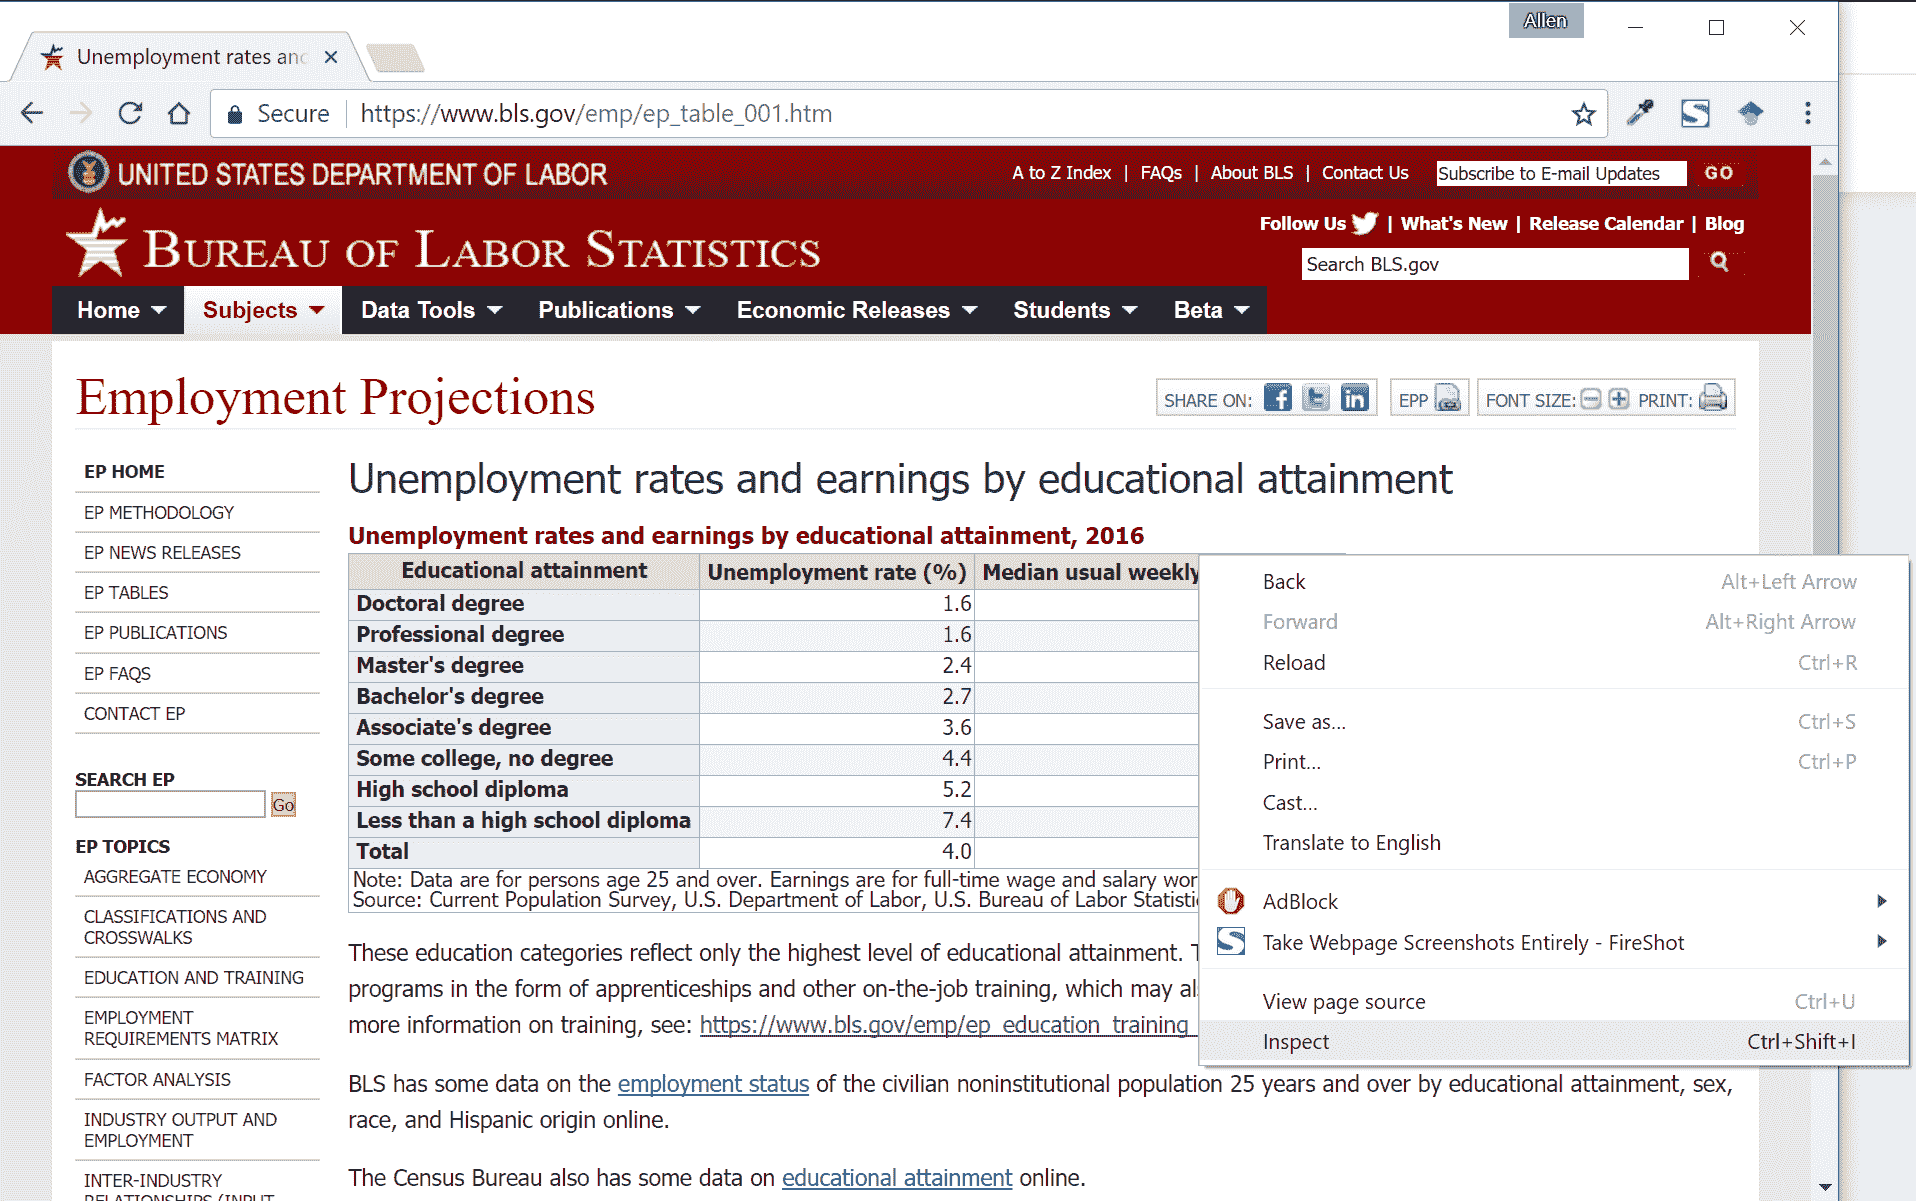 Allen
Unemployment rates and
Secure https://www.bls.gov/emp/ep_table_001.htm
UNITED STATES DEPARTMENT OF LABOR
A to Z Index | FAQs | About BLS | Contact Us Subscribe to E-mail Updates GO
Follow Us | What's New | Release Calendar | Blog
BUREAU OF LABOR STATISTICS
Search BLS.gov
Home Subjects Data Tools Publications Economic Releases Students Beta
Employment Projections
SHARE ON: EPP FONT SIZE: PRINT:
EP HOME
EP METHODOLOGY
EP NEWS RELEASES
EP TABLES
EP PUBLICATIONS
EP FAQS
CONTACT EP
SEARCH EP
Go
EP TOPICS
AGGREGATE ECONOMY
CLASSIFICATIONS AND
CROSSWALKS
EDUCATION AND TRAINING
EMPLOYMENT
REQUIREMENTS MATRIX
FACTOR ANALYSIS
INDUSTRY OUTPUT AND
EMPLOYMENT
INTER-INDUSTRY
RELATIONSHIPS (INPUT
Unemployment rates and earnings by educational attainment
Unemployment rates and earnings by educational attainment, 2016
Educational attainment Unemployment rate (%) Median usual weekly
Doctoral degree 1.6
Professional degree 1.6
Master's degree 2.4
Bachelor's degree 2.7
Associate's degree 3.6
Some college, no degree 4.4
High school diploma 5.2
Less than a high school diploma 7.4
Total 4.0
Note: Data are for persons age 25 and over. Earnings are for full-time wage and salary wor
Source: Current Population Survey, U.S. Department of Labor, U.S. Bureau of Labor Statisti
These education categories reflect only the highest level of educational attainment. T
programs in the form of apprenticeships and other on-the-job training, which may al
more information on training, see: https://www.bls.gov/emp/ep_education_training_
BLS has some data on the employment status of the civilian noninstitutional population 25 years and over by educational attainment, sex,
race, and Hispanic origin online.
The Census Bureau also has some data on educational attainment online.
Back Alt+Left Arrow
Forward Alt+Right Arrow
Reload Ctrl+R
Save as... Ctrl+S
Print... Ctrl+P
Cast...
Translate to English
AdBlock
Take Webpage Screenshots Entirely - FireShot
View page source Ctrl+U
Inspect Ctrl+Shift+I